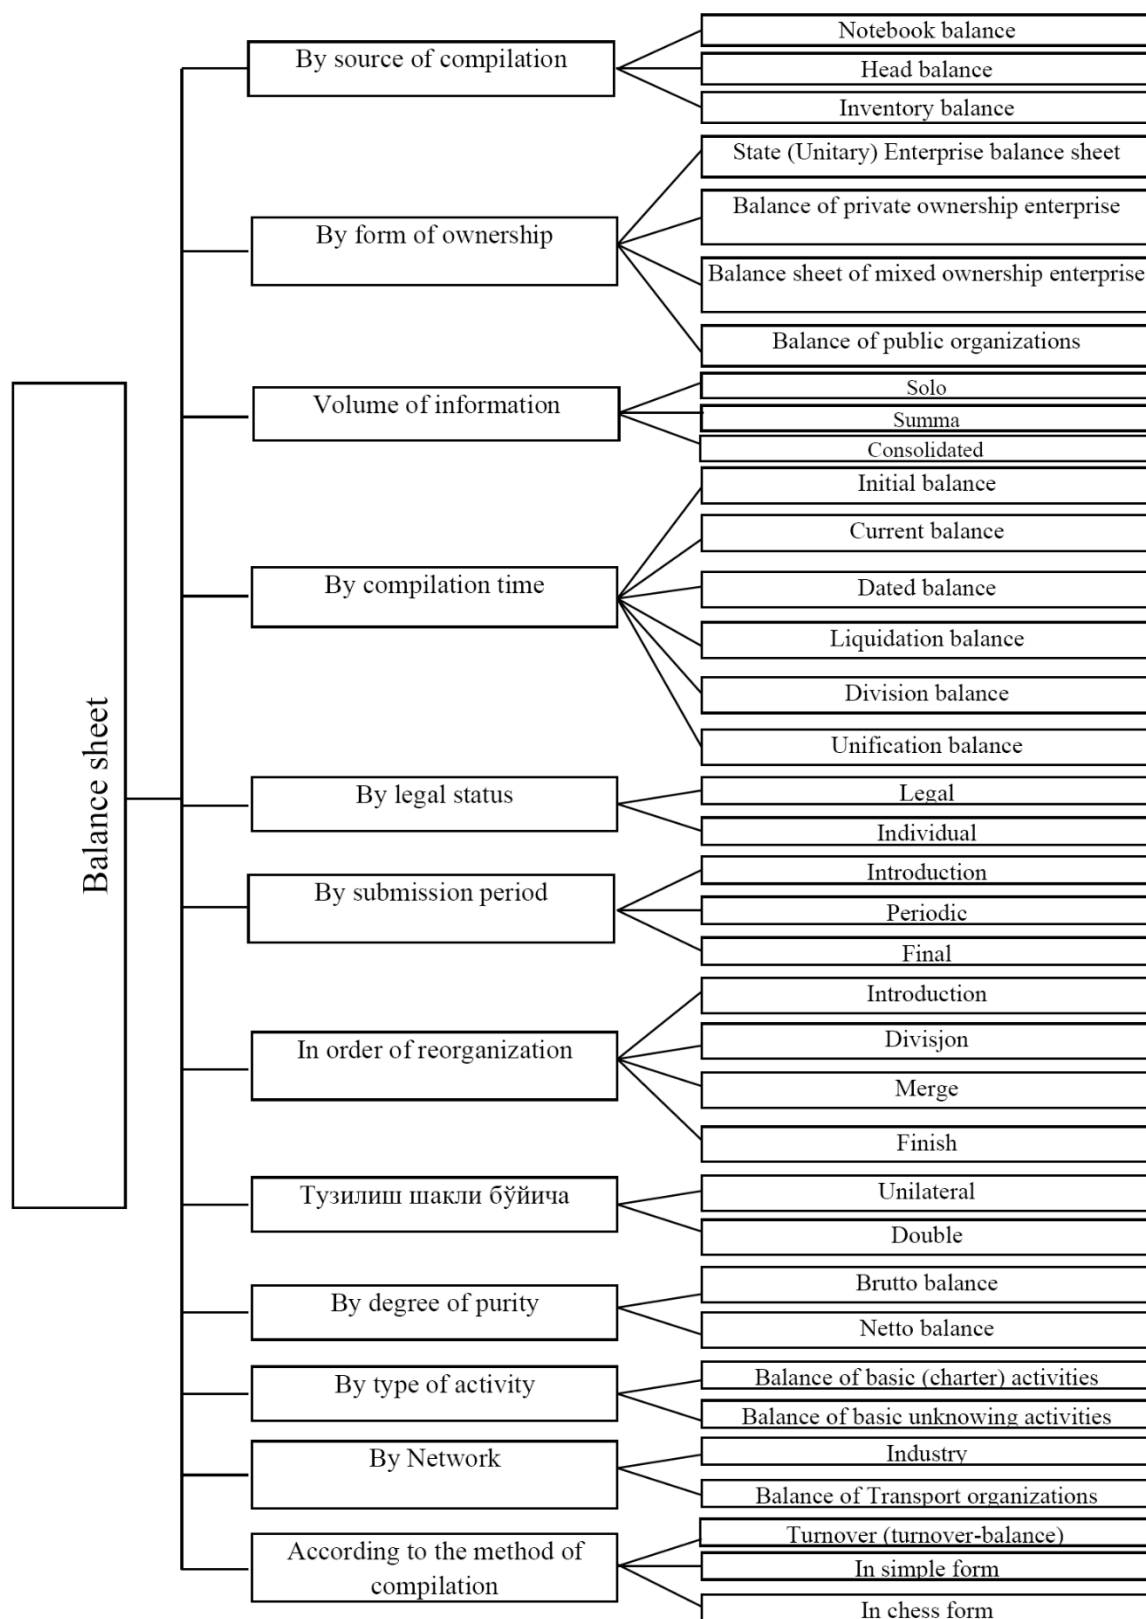 Balance sheet
By source of compilation
Notebook balance
Head balance
Inventory balance
By form of ownership
State (Unitary) Enterprise balance sheet
Balance of private ownership enterprise
Balance sheet of mixed ownership enterprise
Balance of public organizations
Volume of information
Solo
Summa
Consolidated
By compilation time
Initial balance
Current balance
Dated balance
Liquidation balance
Division balance
Unification balance
By legal status
Legal
Individual
By submission period
Introduction
Periodic
Final
In order of reorganization
Introduction
Divisjon
Merge
Finish
Тузилиш шакли бўйича
Unilateral
Double
By degree of purity
Brutto balance
Netto balance
By type of activity
Balance of basic (charter) activities
Balance of basic unknowing activities
By Network
Industry
Balance of Transport organizations
According to the method of
compilation
Turnover (turnover-balance)
In simple form
In chess form